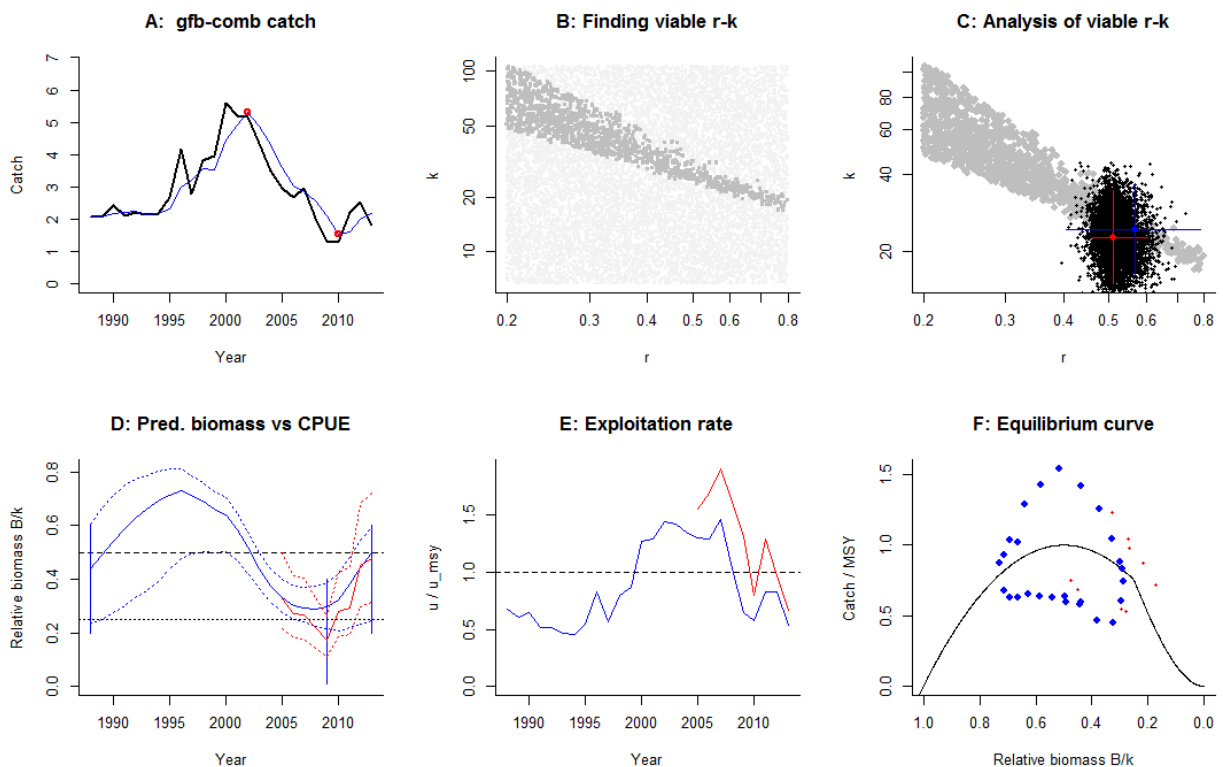 A: gfb-comb catch
Catch
7
6
5
4
3
2
1
0
1990 1995 2000 2005 2010
Year
B: Finding viable r-k
k
100
50
20
10
0.2 0.3 0.4 0.5 0.6 0.8
r
C: Analysis of viable r-k
k
80
60
40
20
0.2 0.3 0.4 0.5 0.6 0.8
r
D: Pred. biomass vs CPUE
Relative biomass B/k
0.8
0.6
0.4
0.2
0.0
1990 1995 2000 2005 2010
Year
E: Exploitation rate
u / u_msy
1.5
1.0
0.5
0.0
1990 1995 2000 2005 2010
Year
F: Equilibrium curve
Catch / MSY
1.5
1.0
0.5
0.0
1.0 0.8 0.6 0.4 0.2 0.0
Relative biomass B/k